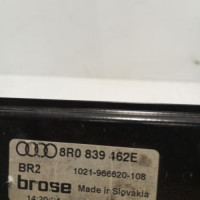 8R0 839 462E
BR2 1021-966620-108
brose Made in Slovakia